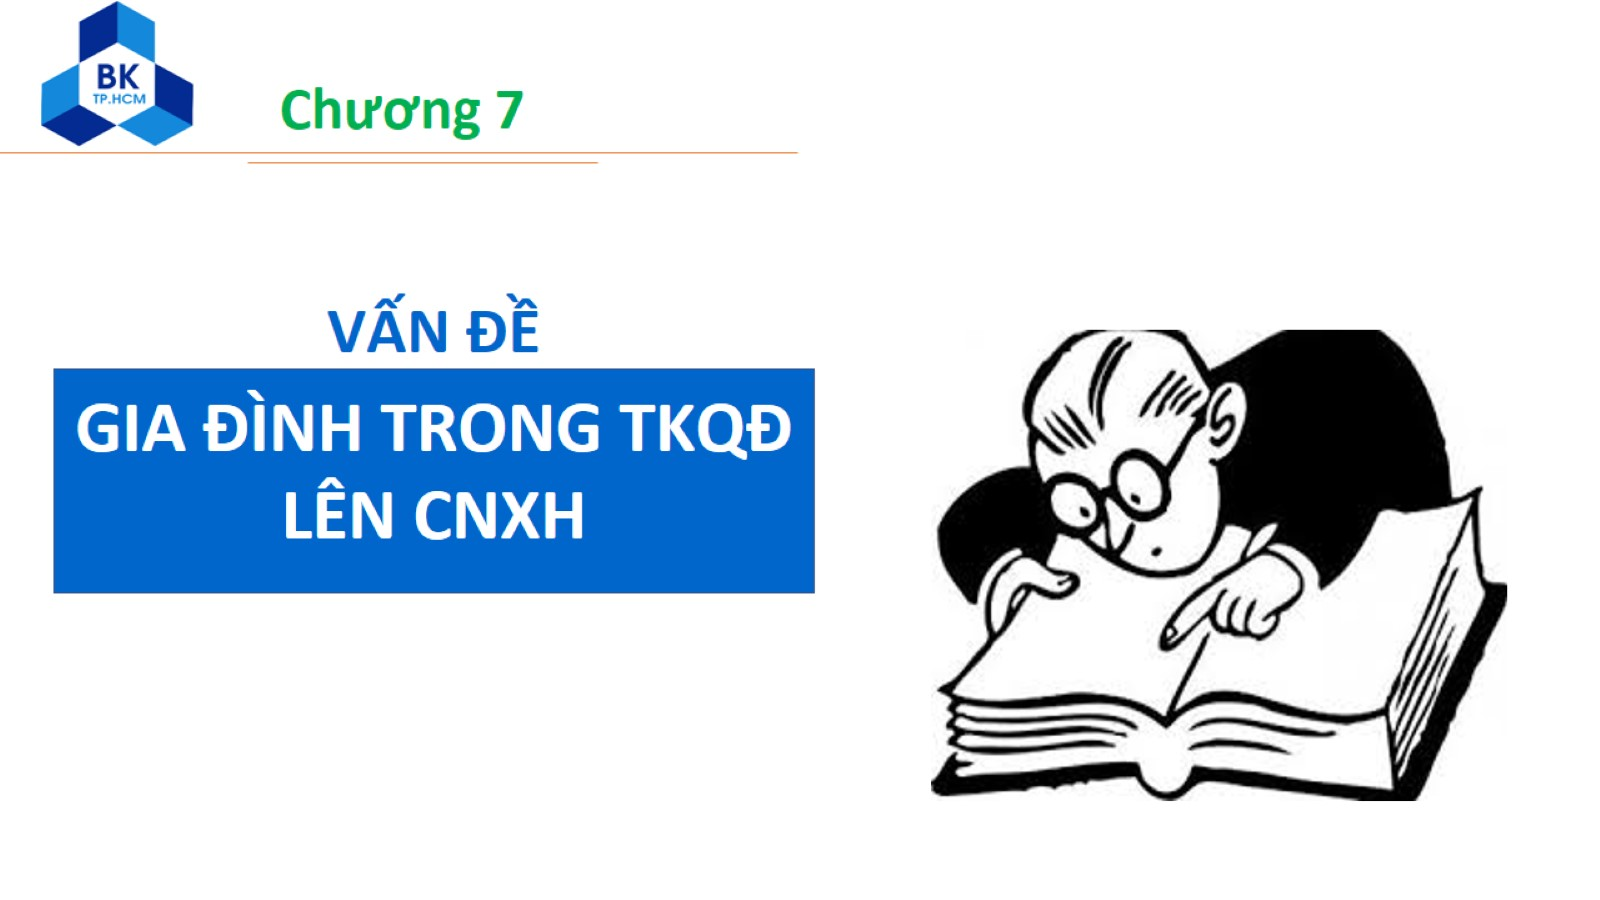 BK
TP.HCM
Chương 7
VẤN ĐỀ
GIA ĐÌNH TRONG TKQĐ
LÊN CNXH